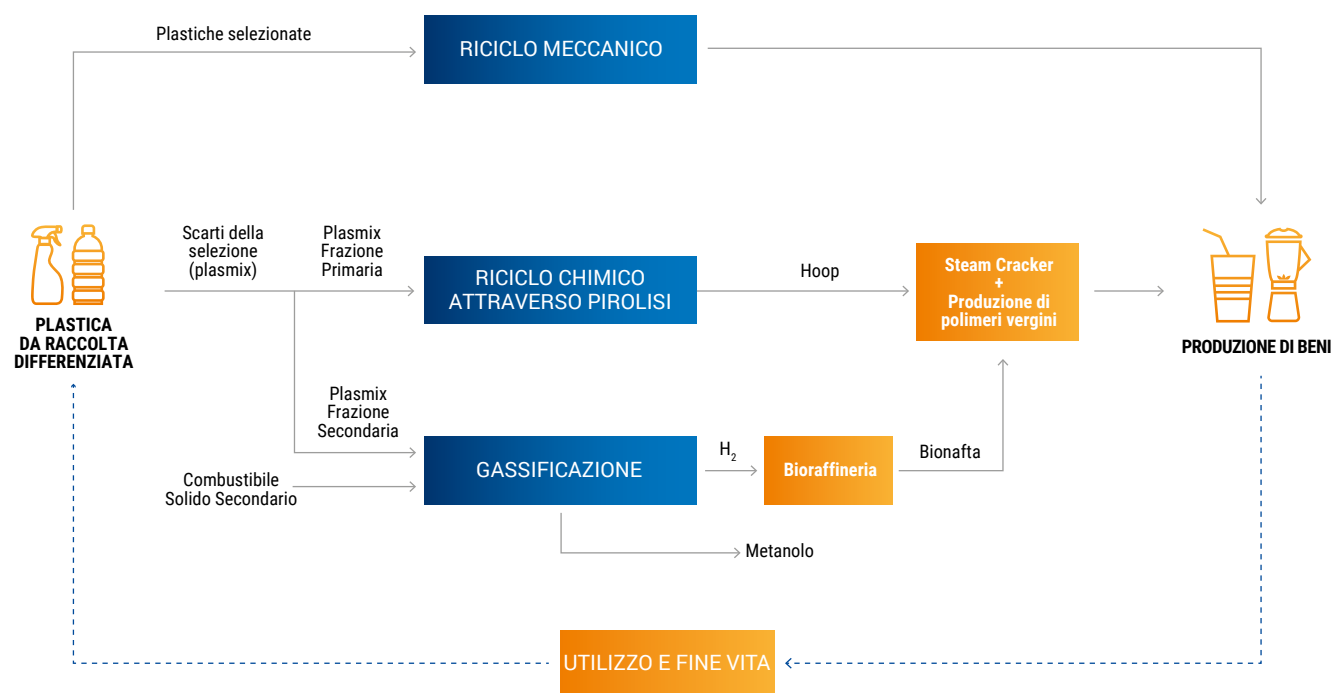 Plastiche selezionate
RICICLO MECCANICO
Scarti della
selezione
(plasmix)
Plasmix
Frazione
Primaria
RICICLO CHIMICO
ATTRAVERSO PIROLISI
Hoop
Steam Cracker
+
Produzione di
polimeri vergini
PLASTICA
DA RACCOLTA
DIFFERENZIATA
PRODUZIONE DI BENI
Plasmix
Frazione
Secondaria
Combustibile
Solido Secondario
GASSIFICAZIONE
H₂
Bioraffineria
Bionafta
Metanolo
UTILIZZO E FINE VITA